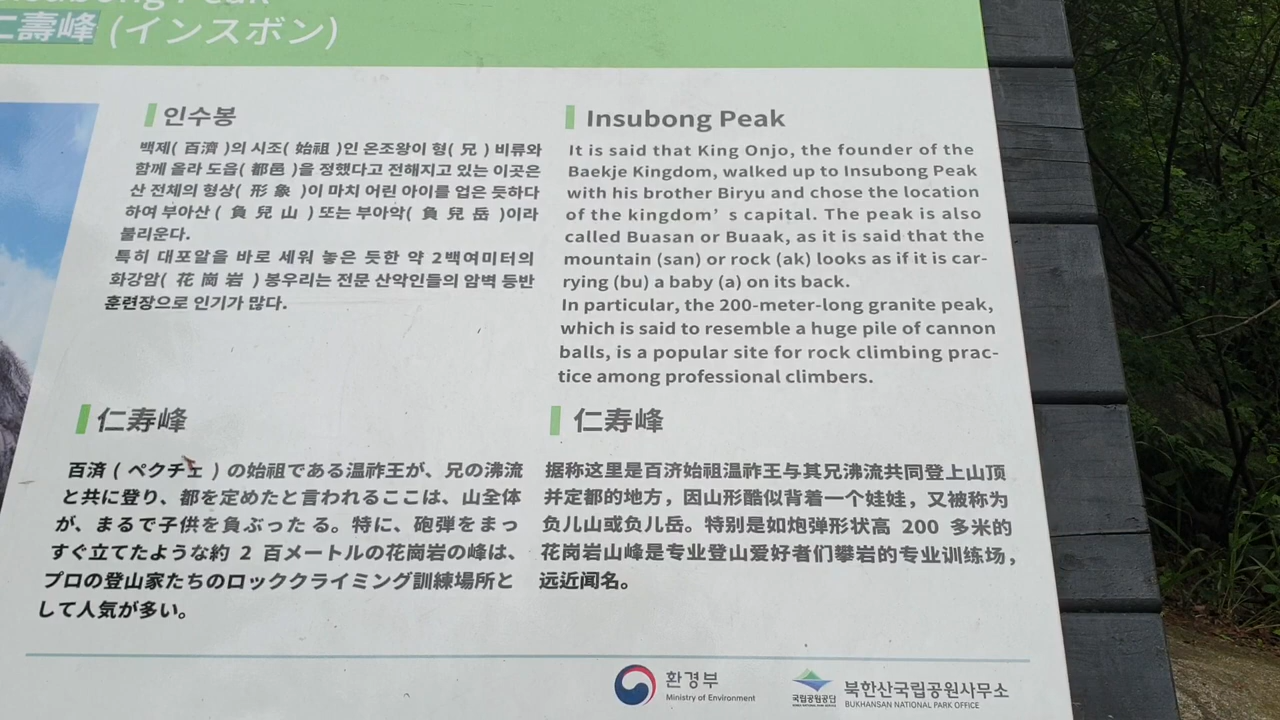 Insubong Peak
仁壽峰 (インスボン)
인수봉
백제( 百濟 )의 시조( 始祖 )인 온조왕이 형( 兄 ) 비류와
함께 올라 도읍( 都邑 )을 정했다고 전해지고 있는 이곳은
산 전체의 형상( 形 象 )이 마치 어린 아이를 업은 듯하다
하여 부아산 ( 負 兒 山 ) 또는 부아악( 負 兒 岳 )이라
불리운다.
특히 대포알을 바로 세워 놓은 듯한 약 2백여미터의
화강암( 花 崗 岩 ) 봉우리는 전문 산악인들의 암벽 등반
훈련장으로 인기가 많다.
Insubong Peak
It is said that King Onjo, the founder of the
Baekje Kingdom, walked up to Insubong Peak
with his brother Biryu and chose the location
of the kingdom’ s capital. The peak is also
called Buasan or Buaak, as it is said that the
mountain (san) or rock (ak) looks as if it is car-
rying (bu) a baby (a) on its back.
In particular, the 200-meter-long granite peak,
which is said to resemble a huge pile of cannon
balls, is a popular site for rock climbing prac-
tice among professional climbers.
仁寿峰
百済 ( ペクチェ ) の始祖である温祚王が、兄の沸流
と共に登り、都を定めたと言われるここは、山全体
が、まるで子供を負ぶった る。特に、砲弾をまっ
すぐ立てたような約 2 百メートルの花崗岩の峰は、
プロの登山家たちのロッククライミング訓練場所と
して人気が多い。
仁寿峰
据称这里是百济始祖温祚王与其兄沸流共同登上山顶
并定都的地方，因山形酷似背着一个娃娃，又被称为
负儿山或负儿岳。特别是如炮弹形状高 200 多米的
花岗岩山峰是专业登山爱好者们攀岩的专业训练场，
远近闻名。
환경부
Ministry of Environment
국립공원공단
북한산국립공원사무소
BUKHANSAN NATIONAL PARK OFFICE